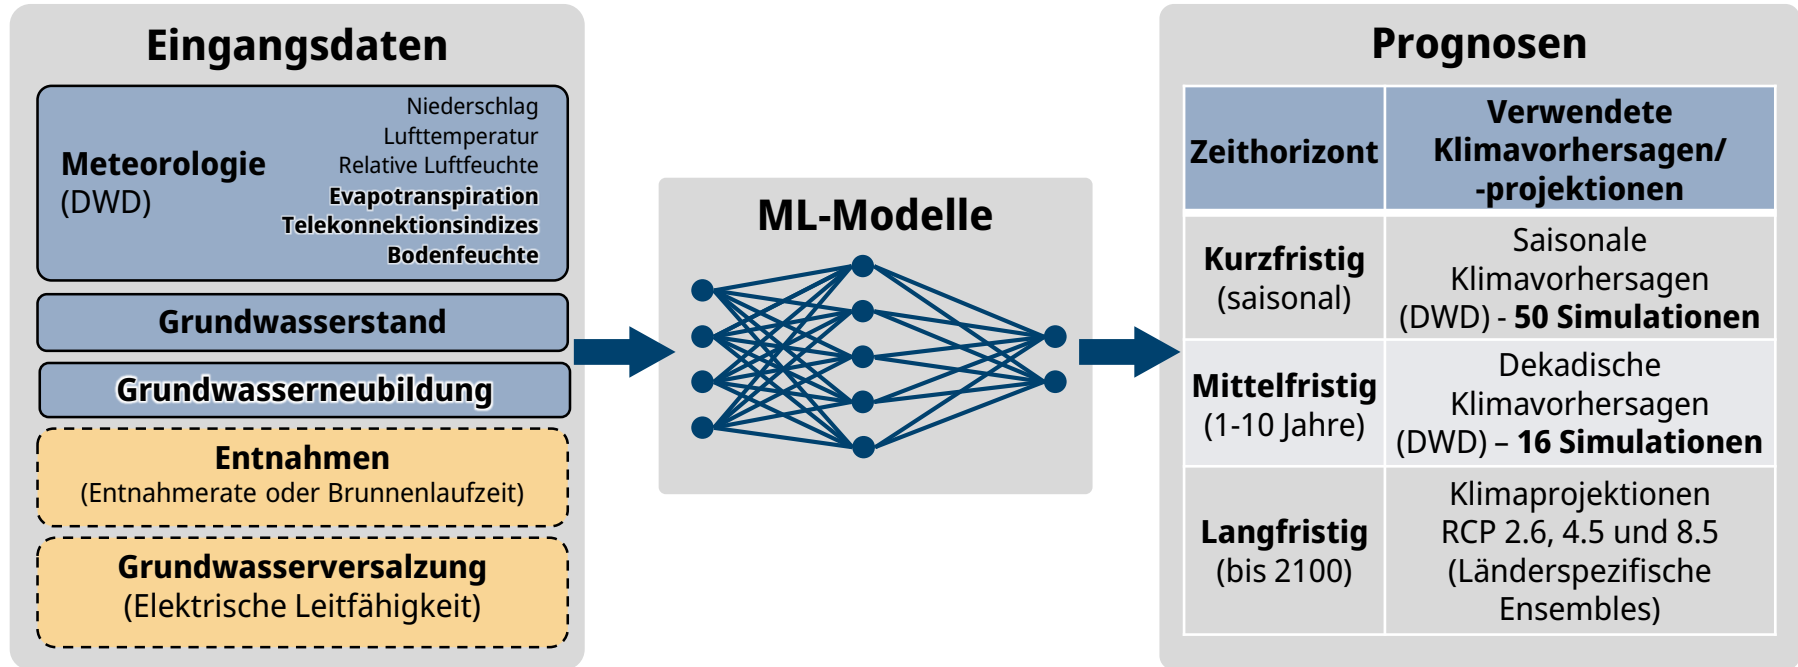 Eingangsdaten
Meteorologie
(DWD)
Niederschlag
Lufttemperatur
Relative Luftfeuchte
Evapotranspiration
Telekonnektionsindizes
Bodenfeuchte
Grundwasserstand
Grundwasserneubildung
Entnahmen
(Entnahmerate oder Brunnenlaufzeit)
Grundwasserversalzung
(Elektrische Leitfähigkeit)
ML-Modelle
Prognosen
Zeithorizont
Verwendete
Klimavorhersagen/
-projektionen
Kurzfristig
(saisonal)
Saisonale
Klimavorhersagen
(DWD) - 50 Simulationen
Mittelfristig
(1-10 Jahre)
Dekadische
Klimavorhersagen
(DWD) – 16 Simulationen
Langfristig
(bis 2100)
Klimaprojektionen
RCP 2.6, 4.5 und 8.5
(Länderspezifische
Ensembles)